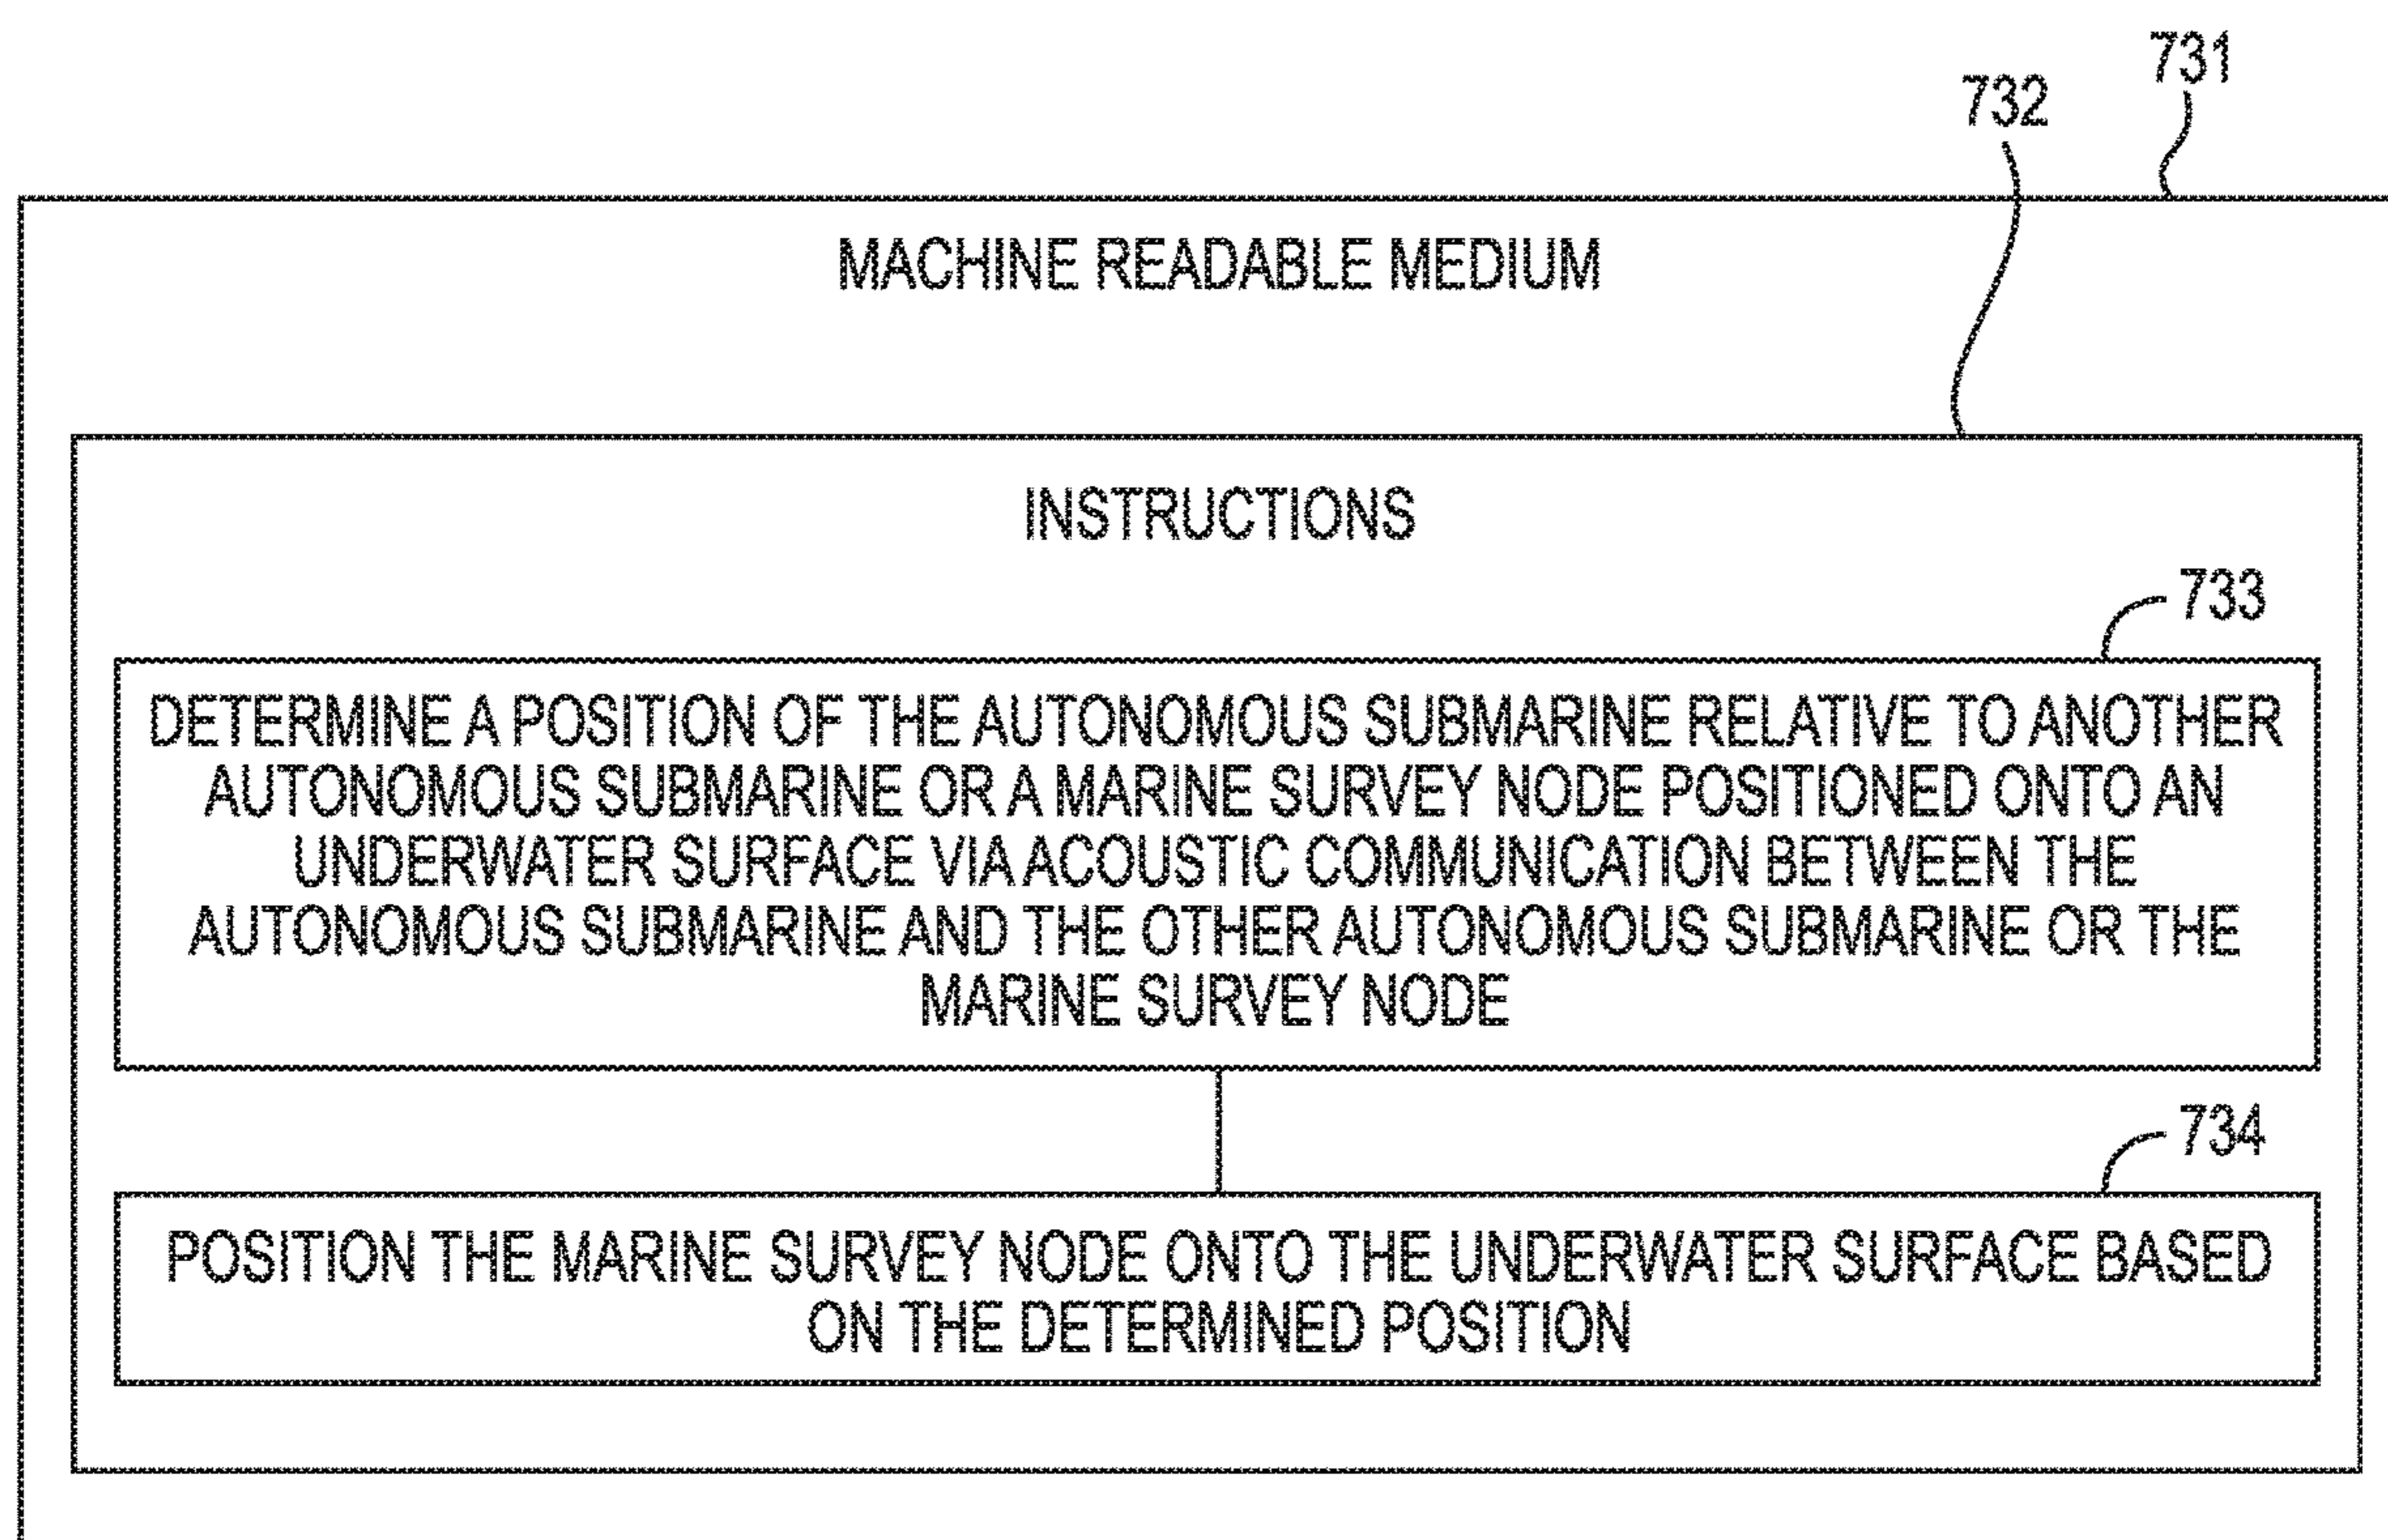 731
732
MACHINE READABLE MEDIUM
INSTRUCTIONS
733
DETERMINE A POSITION OF THE AUTONOMOUS SUBMARINE RELATIVE TO ANOTHER
AUTONOMOUS SUBMARINE OR A MARINE SURVEY NODE POSITIONED ONTO AN
UNDERWATER SURFACE VIA ACOUSTIC COMMUNICATION BETWEEN THE
AUTONOMOUS SUBMARINE AND THE OTHER AUTONOMOUS SUBMARINE OR THE
MARINE SURVEY NODE
734
POSITION THE MARINE SURVEY NODE ONTO THE UNDERWATER SURFACE BASED
ON THE DETERMINED POSITION